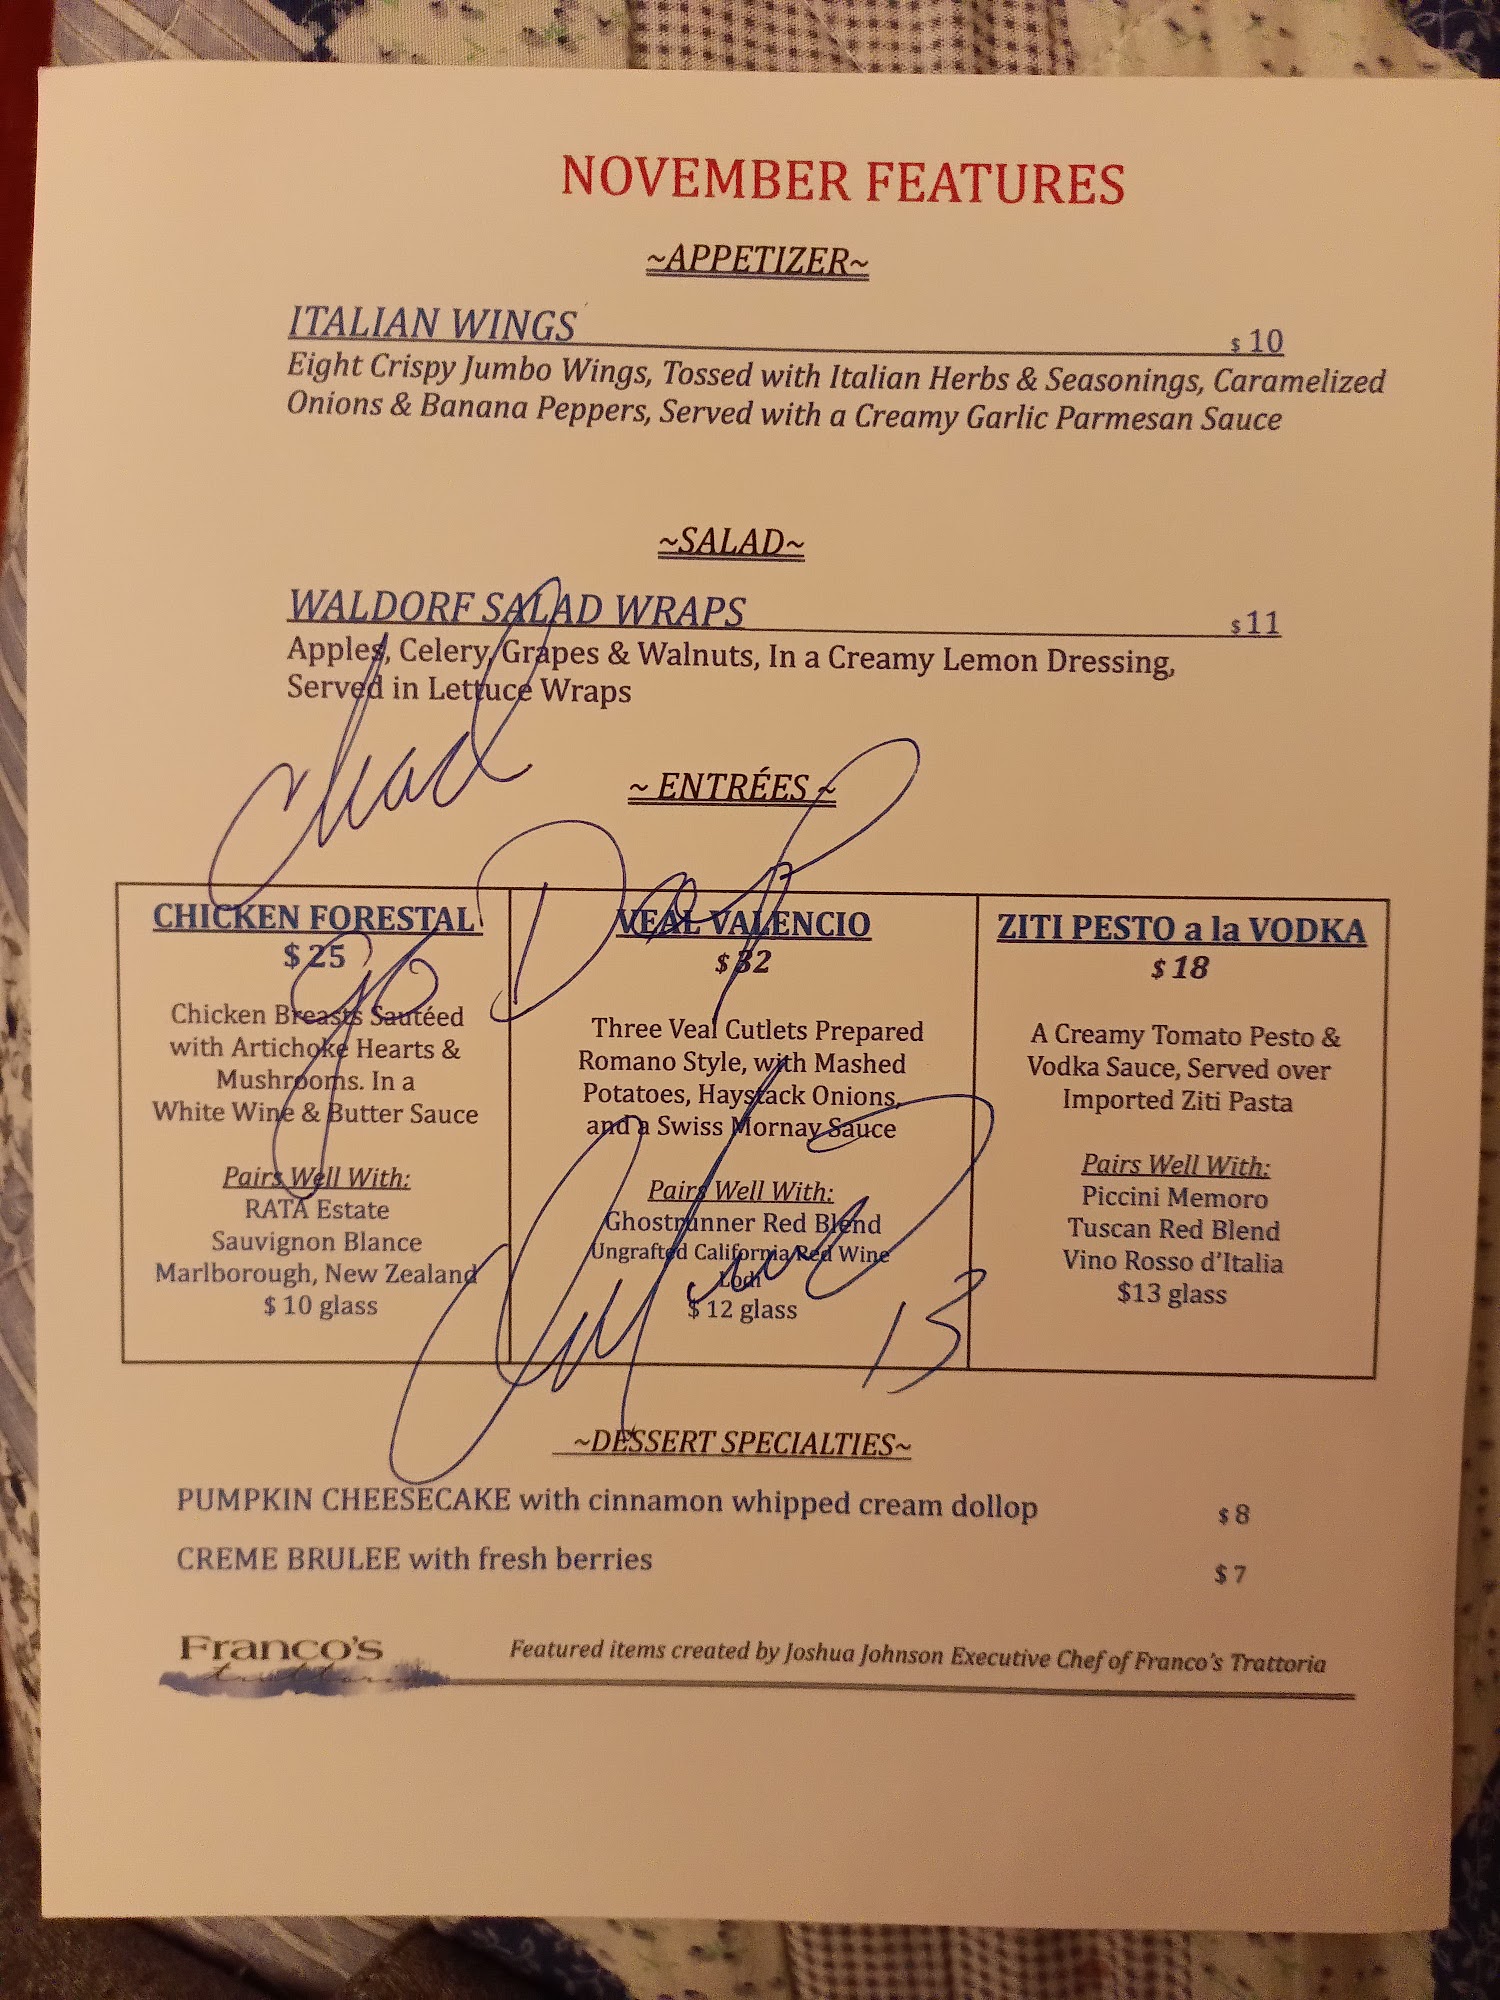 NOVEMBER FEATURES
~APPETIZER~
ITALIAN WINGS $ 10
Eight Crispy Jumbo Wings, Tossed with Italian Herbs & Seasonings, Caramelized
Onions & Banana Peppers, Served with a Creamy Garlic Parmesan Sauce
~SALAD~
WALDORF SALAD WRAPS $ 11
Apples, Celery, Grapes & Walnuts, In a Creamy Lemon Dressing,
Served in Lettuce Wraps
Chad
~ ENTRÉES ~
go Deep
CHICKEN FORESTAL
$ 25
Chicken Breasts Sautéed
with Artichoke Hearts &
Mushrooms. In a
White Wine & Butter Sauce
Pairs Well With:
RATA Estate
Sauvignon Blance
Marlborough, New Zealand
$ 10 glass
VEAL VALENCIO
$ 32
Three Veal Cutlets Prepared
Romano Style, with Mashed
Potatoes, Haystack Onions,
and a Swiss Mornay Sauce
Pairs Well With:
Ghostrunner Red Blend
Ungrafted California Red Wine
Lodi
$ 12 glass
ZITI PESTO a la VODKA
$ 18
A Creamy Tomato Pesto &
Vodka Sauce, Served over
Imported Ziti Pasta
Pairs Well With:
Piccini Memoro
Tuscan Red Blend
Vino Rosso d'Italia
$13 glass
13
~DESSERT SPECIALTIES~
PUMPKIN CHEESECAKE with cinnamon whipped cream dollop $ 8
CREME BRULEE with fresh berries $ 7
Franco's
trattoria
Featured items created by Joshua Johnson Executive Chef of Franco's Trattoria